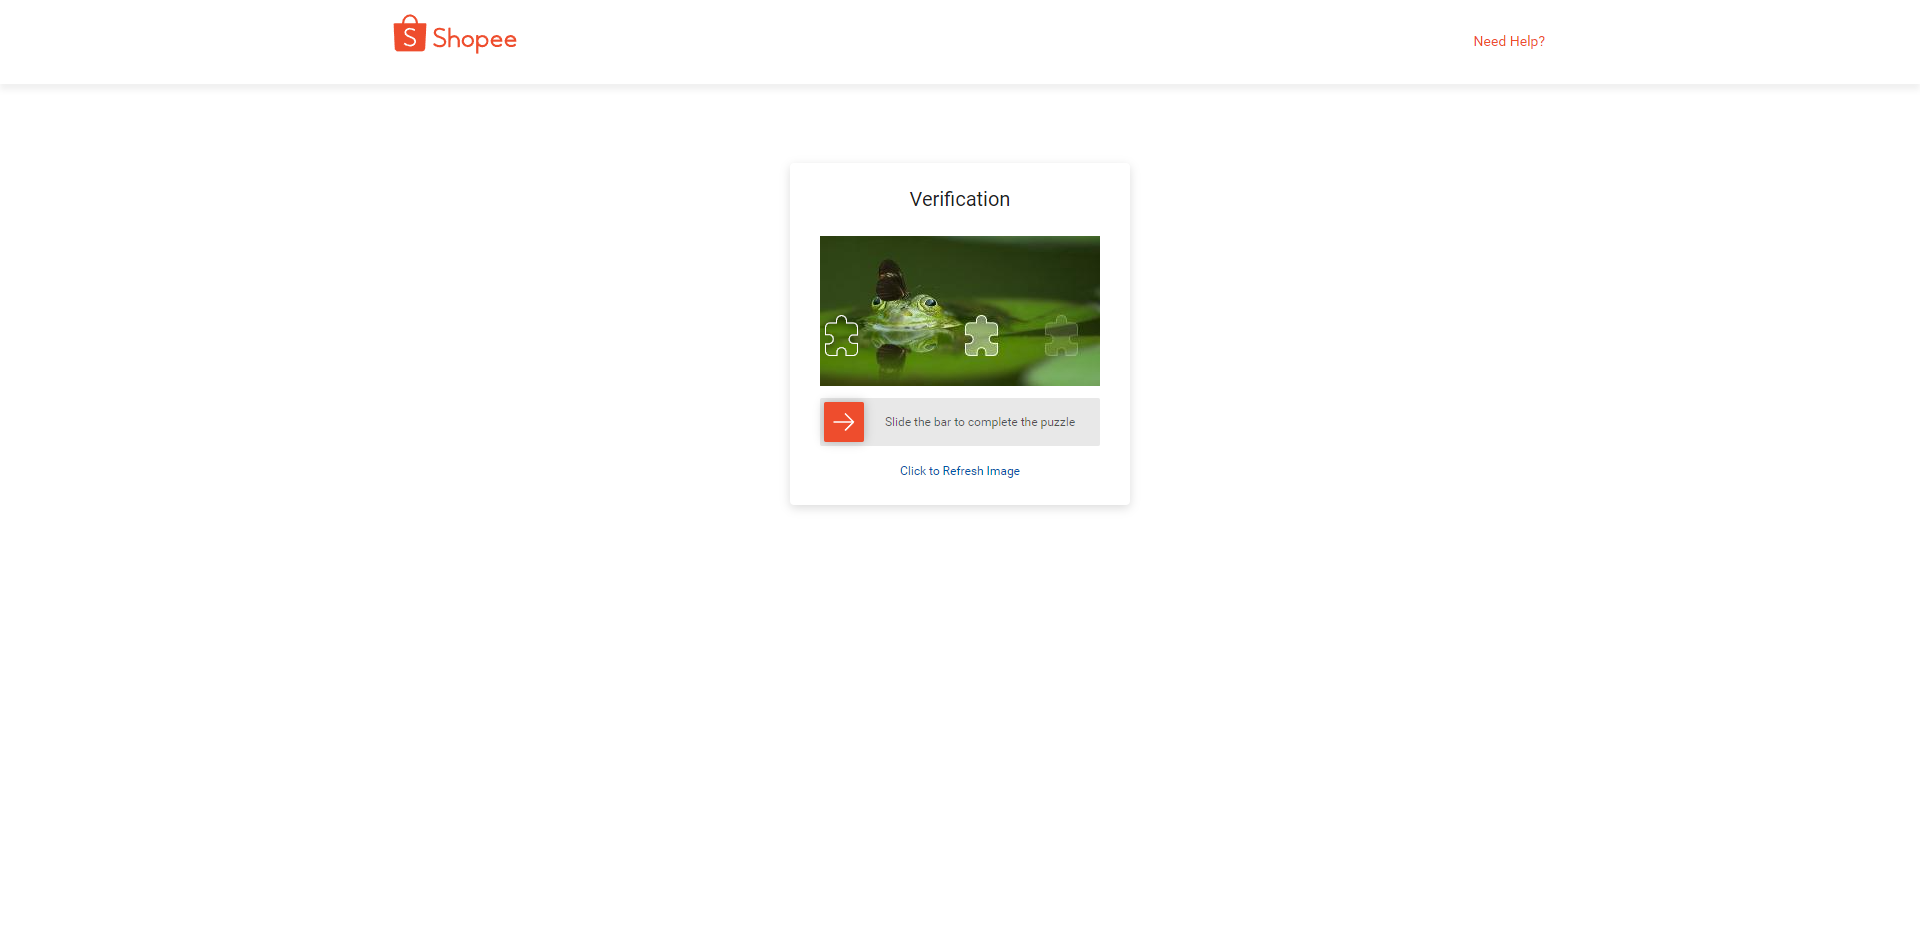 Shopee
Need Help?
Verification
Slide the bar to complete the puzzle
Click to Refresh Image